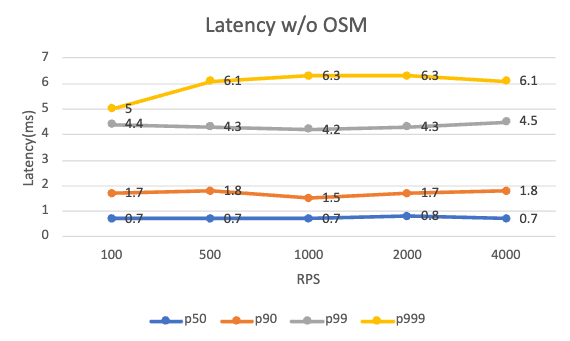 Latency w/o OSM
7
6
5
4
3
2
1
0
Latency(ms)
5 6.1 6.3 6.3 6.1
4.4 4.3 4.2 4.3 4.5
1.7 1.8 1.5 1.7 1.8
0.7 0.7 0.7 0.8 0.7
100 500 1000 2000 4000
RPS
p50 p90 p99 p999